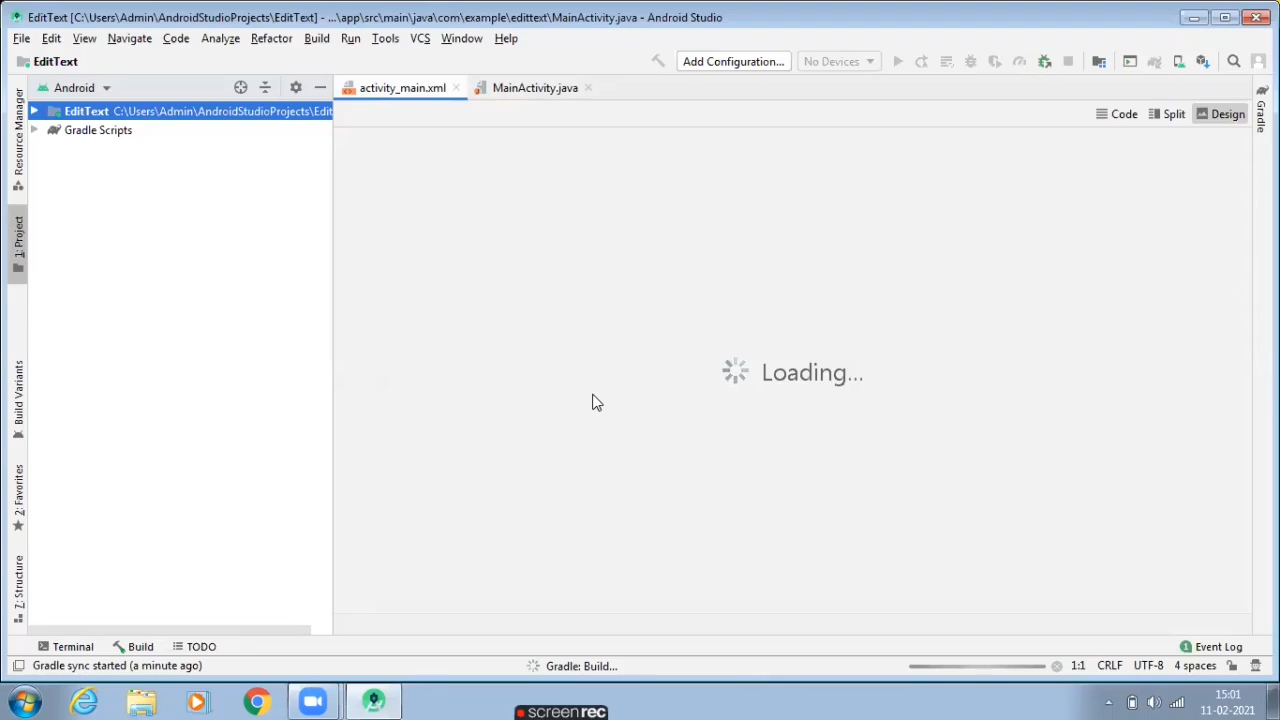 EditText [C:\Users\Admin\AndroidStudioProjects\EditText] - ...\app\src\main\java\com\example\edittext\MainActivity.java - Android Studio
File Edit View Navigate Code Analyze Refactor Build Run Tools VCS Window Help
EditText
Add Configuration...
No Devices
Android
activity_main.xml
MainActivity.java
EditText C:\Users\Admin\AndroidStudioProjects\Edit
Gradle Scripts
Code
Split
Design
Resource Manager
1: Project
Build Variants
2: Favorites
7: Structure
Gradle
Loading...
Terminal
Build
TODO
1 Event Log
Gradle sync started (a minute ago)
Gradle: Build...
1:1 CRLF UTF-8 4 spaces
15:01
11-02-2021
screenrec